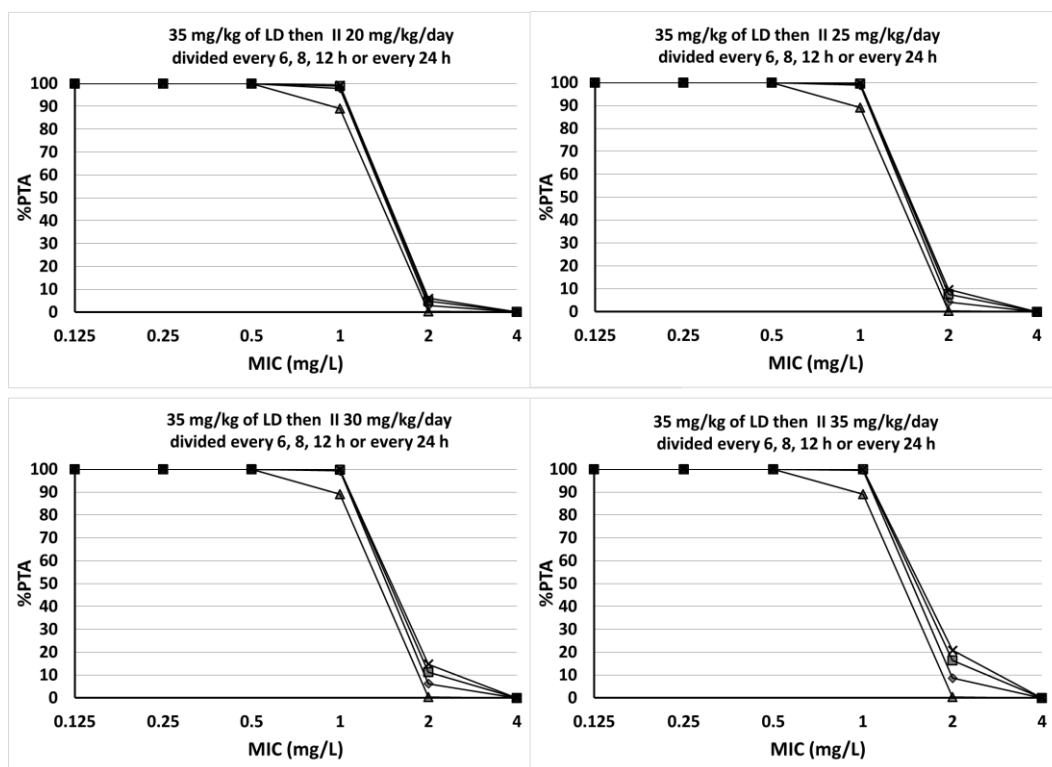 35 mg/kg of LD then II 20 mg/kg/day
divided every 6, 8, 12 h or every 24 h
100
90
80
70
60
50
40
30
20
10
0
%PTA
0.125 0.25 0.5 1 2 4
MIC (mg/L)
35 mg/kg of LD then II 25 mg/kg/day
divided every 6, 8, 12 h or every 24 h
100
90
80
70
60
50
40
30
20
10
0
%PTA
0.125 0.25 0.5 1 2 4
MIC (mg/L)
35 mg/kg of LD then II 30 mg/kg/day
divided every 6, 8, 12 h or every 24 h
100
90
80
70
60
50
40
30
20
10
0
%PTA
0.125 0.25 0.5 1 2 4
MIC (mg/L)
35 mg/kg of LD then II 35 mg/kg/day
divided every 6, 8, 12 h or every 24 h
100
90
80
70
60
50
40
30
20
10
0
%PTA
0.125 0.25 0.5 1 2 4
MIC (mg/L)